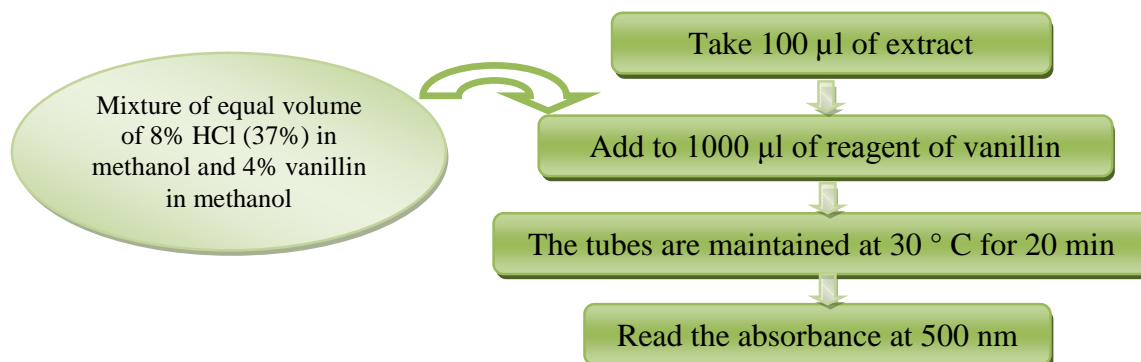 Take 100 µl of extract
Mixture of equal volume
of 8% HCl (37%) in
methanol and 4% vanillin
in methanol
Add to 1000 µl of reagent of vanillin
The tubes are maintained at 30 ° C for 20 min
Read the absorbance at 500 nm